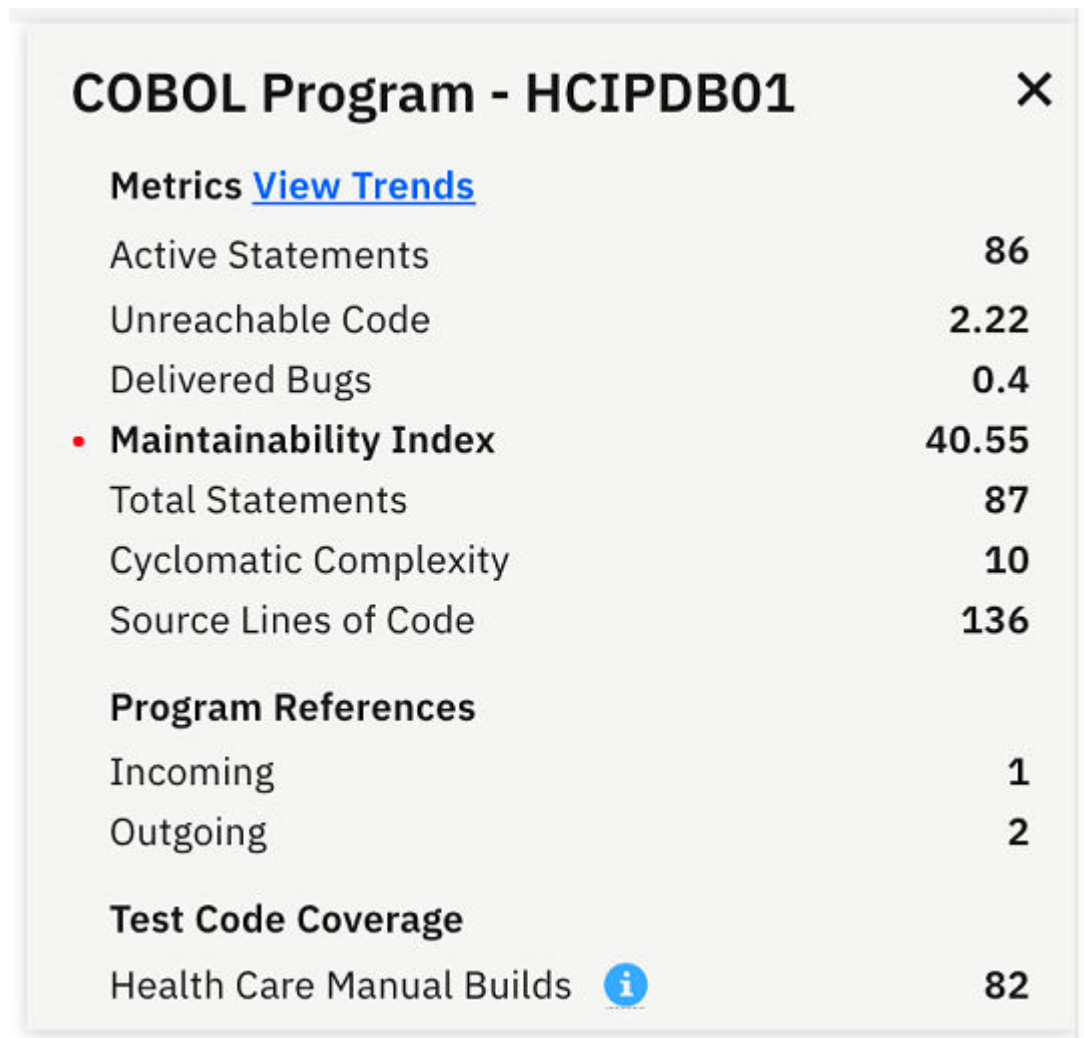 COBOL Program - HCIPDB01 ×
Metrics View Trends
Active Statements 86
Unreachable Code 2.22
Delivered Bugs 0.4
Maintainability Index 40.55
Total Statements 87
Cyclomatic Complexity 10
Source Lines of Code 136
Program References
Incoming 1
Outgoing 2
Test Code Coverage
Health Care Manual Builds i 82